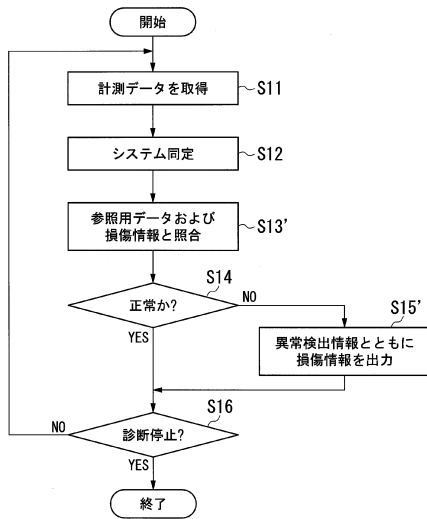 開始
計測データを取得
S11
システム同定
S12
参照用データおよび
損傷情報と照合
S13'
S14
正常か?
NO
YES
S15'
異常検出情報とともに
損傷情報を出力
S16
NO
診断停止?
YES
終了